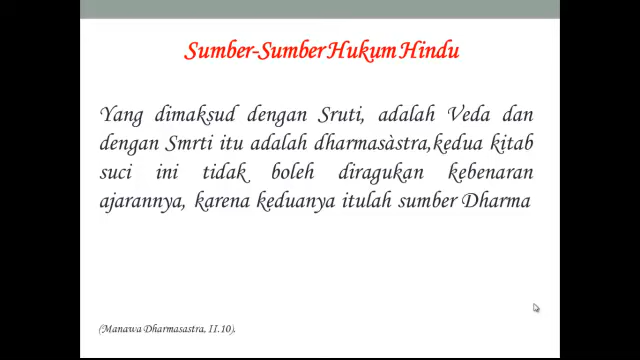 Sumber-Sumber Hukum Hindu
Yang dimaksud dengan Sruti, adalah Veda dan
dengan Smrti itu adalah dharmasàstra,kedua kitab
suci ini tidak boleh diragukan kebenaran
ajarannya, karena keduanya itulah sumber Dharma
(Manawa Dharmasastra, II.10).